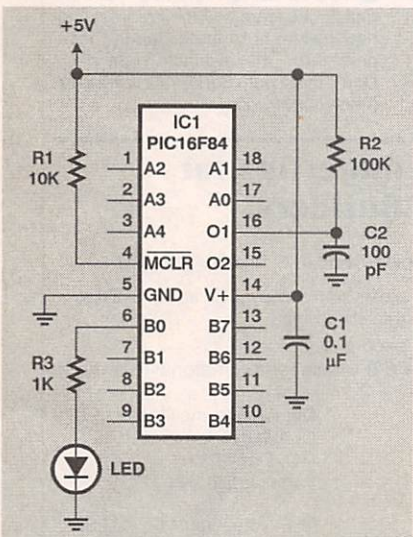 +5V
IC1
PIC16F84
R1
10K
R2
100K
1 A2 A1 18
2 A3 A0 17
3 A4 O1 16
4 MCLR O2 15
5 GND V+ 14
6 B0 B7 13
7 B1 B6 12
8 B2 B5 11
9 B3 B4 10
C2
100
pF
C1
0.1
µF
R3
1K
LED